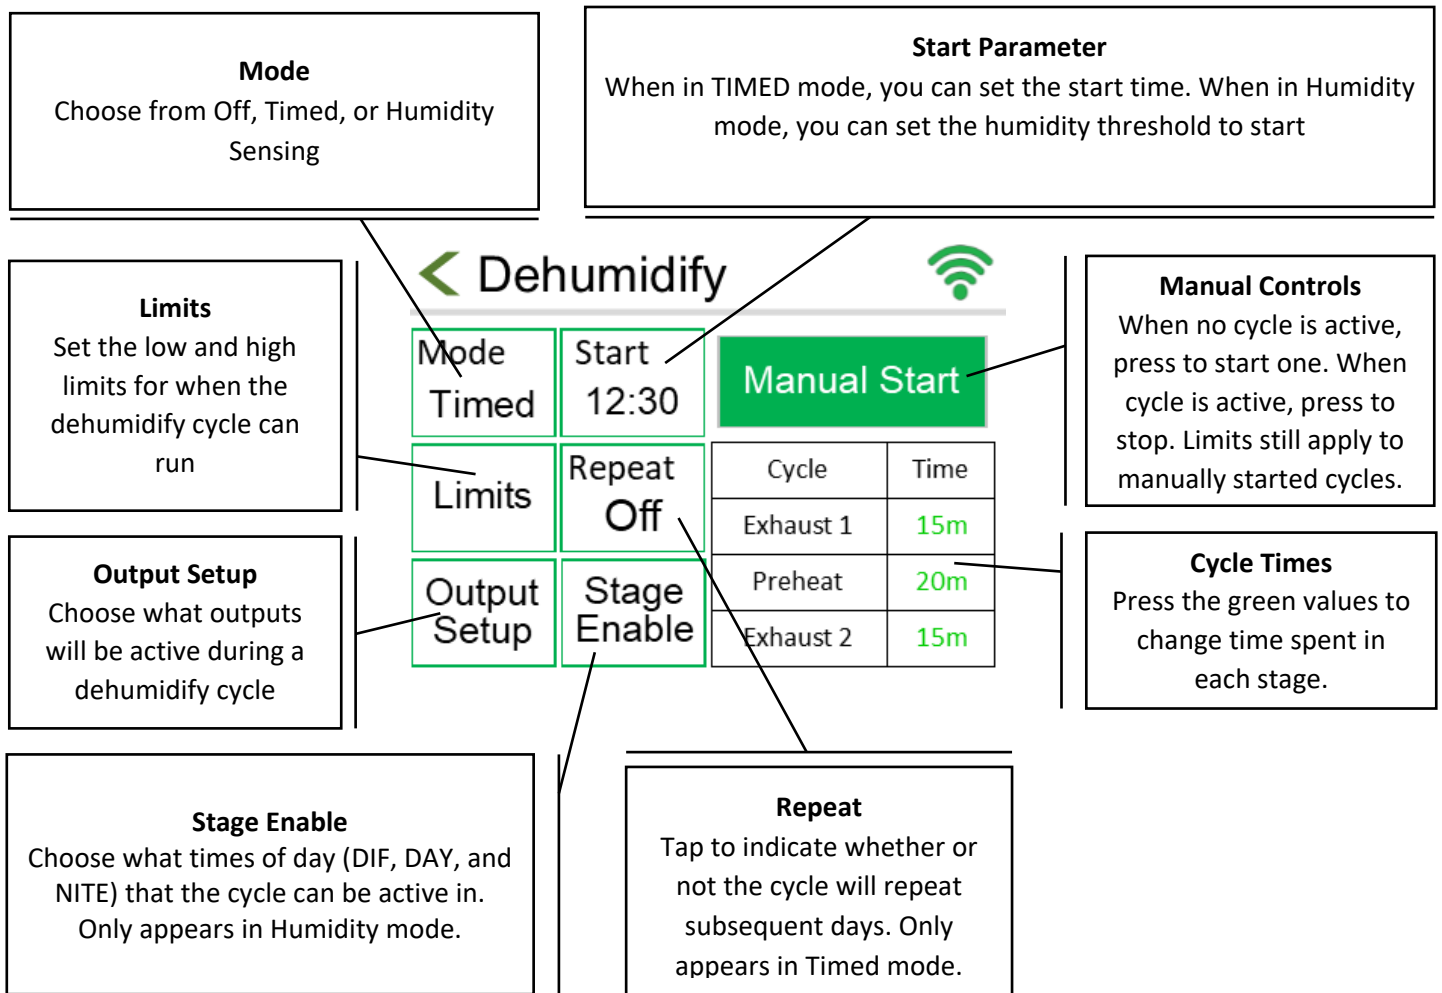 Mode
Choose from Off, Timed, or Humidity
Sensing
Start Parameter
When in TIMED mode, you can set the start time. When in Humidity
mode, you can set the humidity threshold to start
Limits
Set the low and high
limits for when the
dehumidify cycle can
run
Dehumidify
Mode
Timed
Start
12:30
Manual Start
Limits
Repeat
Off
Output
Setup
Stage
Enable
Cycle Time
Exhaust 1 15m
Preheat 20m
Exhaust 2 15m
Manual Controls
When no cycle is active,
press to start one. When
cycle is active, press to
stop. Limits still apply to
manually started cycles.
Output Setup
Choose what outputs
will be active during a
dehumidify cycle
Cycle Times
Press the green values to
change time spent in
each stage.
Stage Enable
Choose what times of day (DIF, DAY, and
NITE) that the cycle can be active in.
Only appears in Humidity mode.
Repeat
Tap to indicate whether or
not the cycle will repeat
subsequent days. Only
appears in Timed mode.